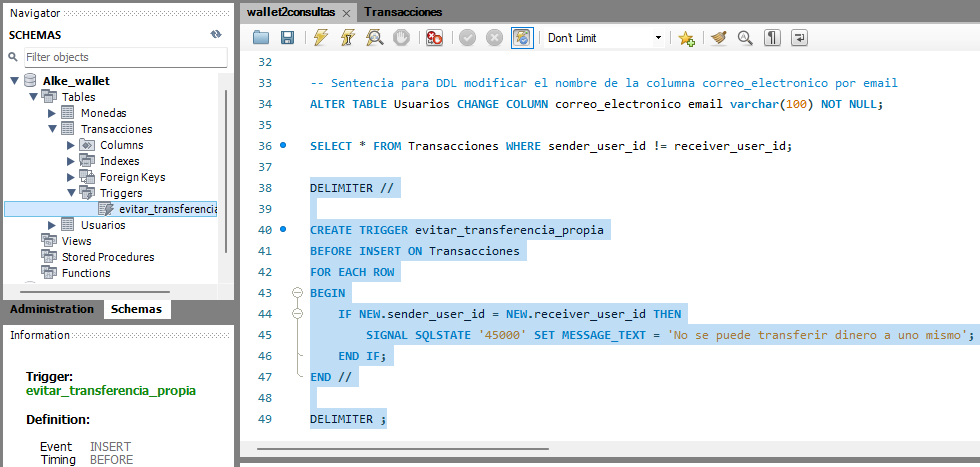 Navigator
SCHEMAS
Filter objects
Alke_wallet
Tables
Monedas
Transacciones
Columns
Indexes
Foreign Keys
Triggers
evitar_transferencia
Usuarios
Views
Stored Procedures
Functions
Administration Schemas
Information
Trigger:
evitar_transferencia_propia
Definition:
Event INSERT
Timing BEFORE
wallet2consultas Transacciones
Don't Limit
32
33 -- Sentencia para DDL modificar el nombre de la columna correo_electronico por email
34 ALTER TABLE Usuarios CHANGE COLUMN correo_electronico email varchar(100) NOT NULL;
35
36 SELECT * FROM Transacciones WHERE sender_user_id != receiver_user_id;
37
38 DELIMITER //
39
40 CREATE TRIGGER evitar_transferencia_propia
41 BEFORE INSERT ON Transacciones
42 FOR EACH ROW
43 BEGIN
44 IF NEW.sender_user_id = NEW.receiver_user_id THEN
45 SIGNAL SQLSTATE '45000' SET MESSAGE_TEXT = 'No se puede transferir dinero a uno mismo';
46 END IF;
47 END //
48
49 DELIMITER ;